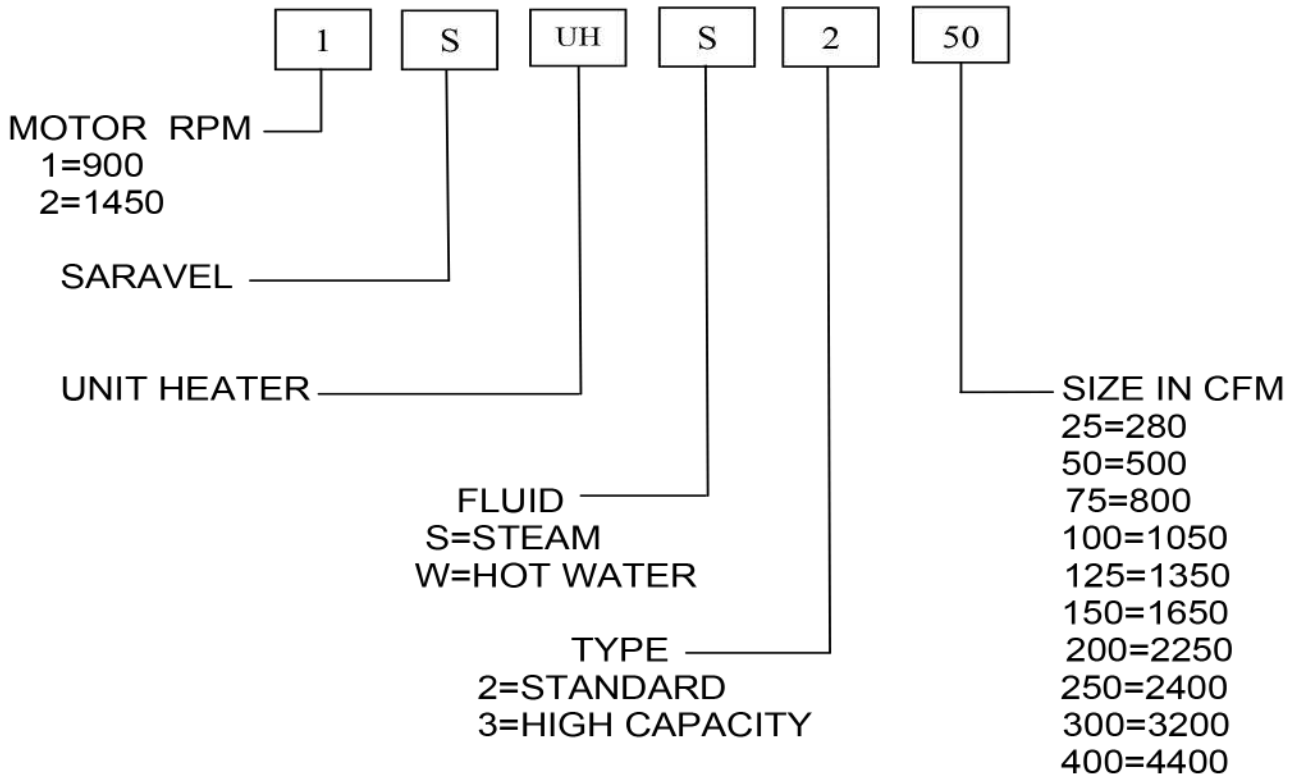 1 S UH S 2 50
MOTOR RPM
1=900
2=1450
SARAVEL
UNIT HEATER
FLUID
S=STEAM
W=HOT WATER
TYPE
2=STANDARD
3=HIGH CAPACITY
SIZE IN CFM
25=280
50=500
75=800
100=1050
125=1350
150=1650
200=2250
250=2400
300=3200
400=4400